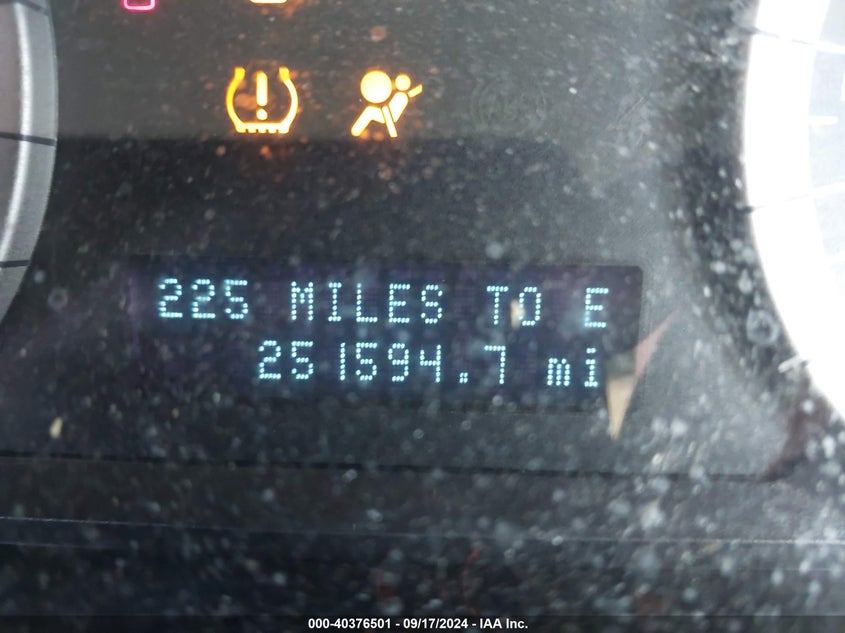 225 MILES TO E
251594.7 mi
000-40376501 - 09/17/2024 - IAA Inc.